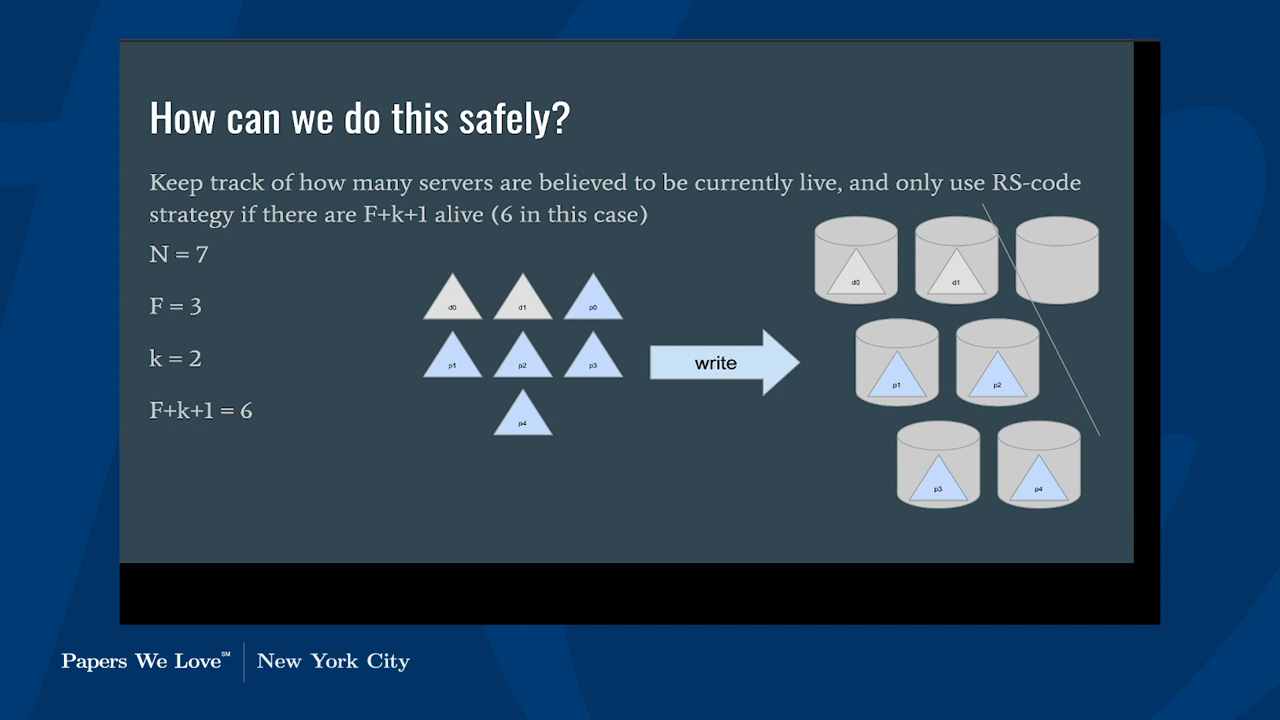 How can we do this safely?
Keep track of how many servers are believed to be currently live, and only use RS-code
strategy if there are F+k+1 alive (6 in this case)
N = 7
F = 3
k = 2
F+k+1 = 6
d0 d1 p0
p1 p2 p3
p4
write
d0 d1
p1 p2
p3 p4
Papers We Love℠ New York City